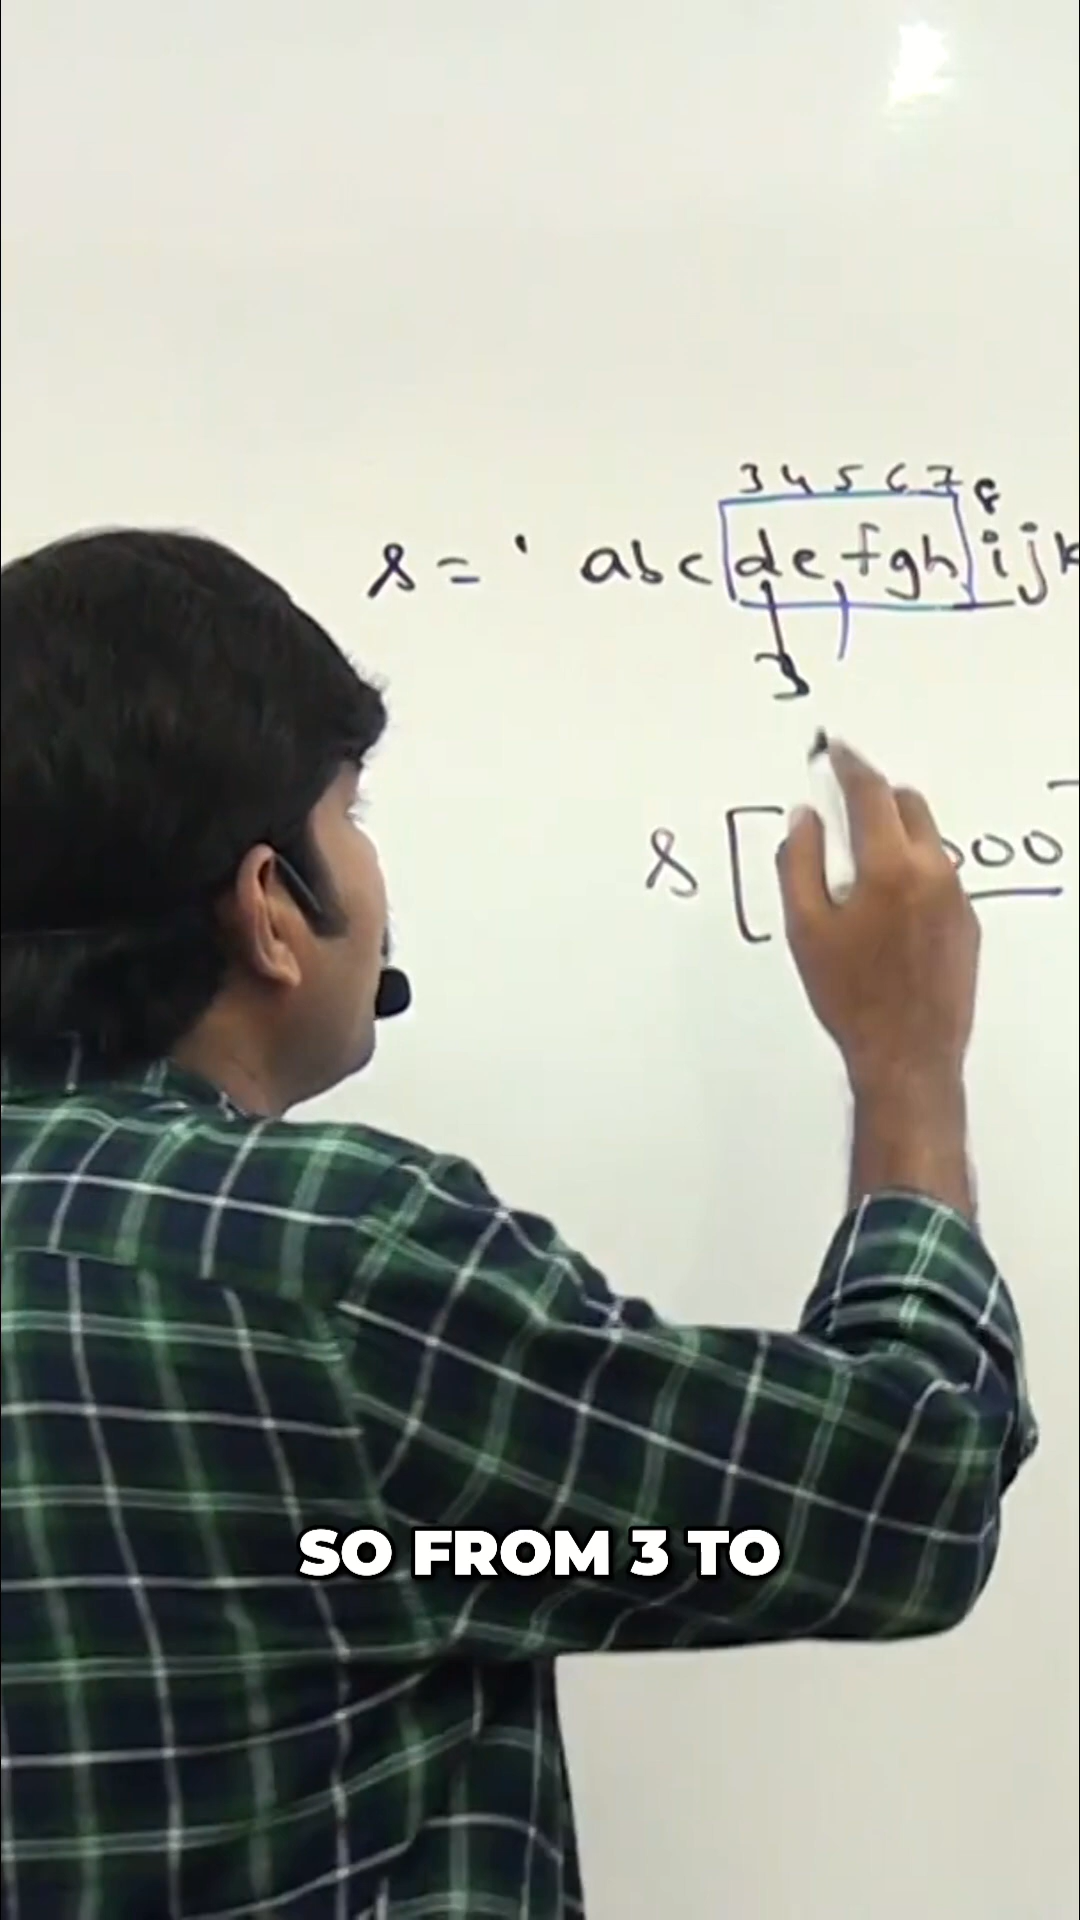 3 4 5 6 7 8
s = ' abc defgh ijk
3
s [ 000
SO FROM 3 TO